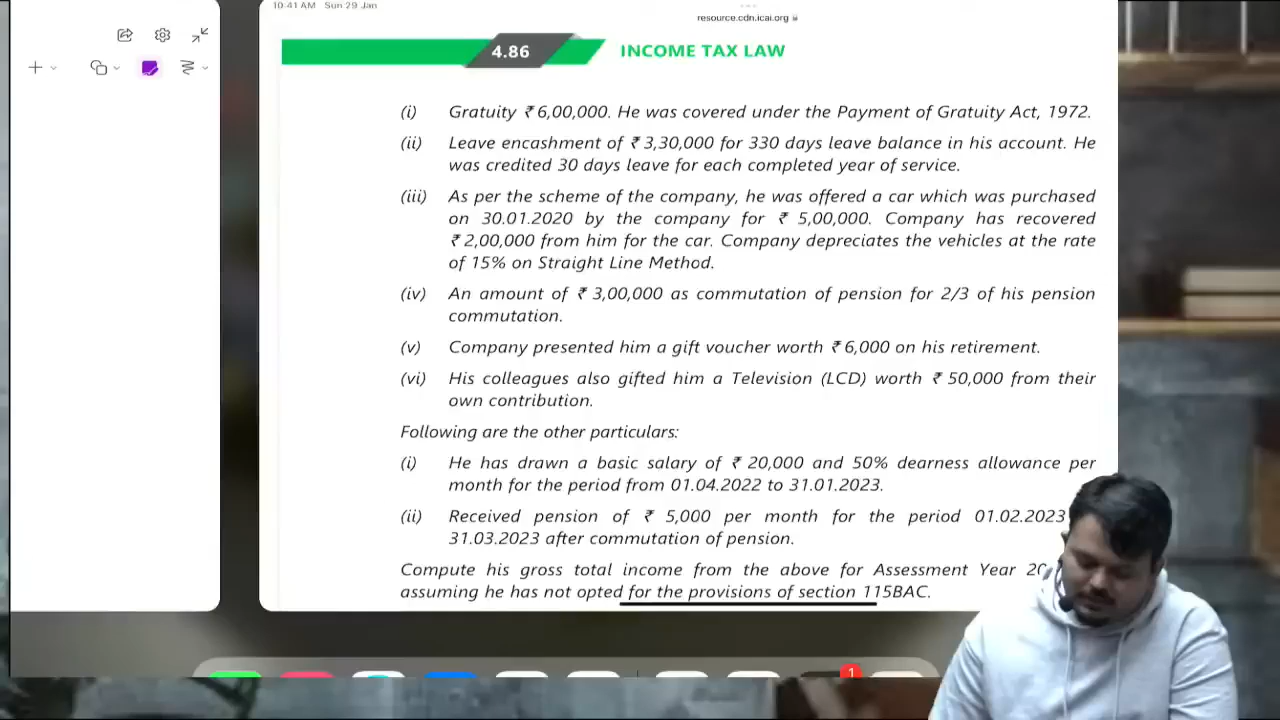 10:41 AM Sun 29 Jan
resource.cdn.icai.org
4.86 INCOME TAX LAW
(i) Gratuity ₹ 6,00,000. He was covered under the Payment of Gratuity Act, 1972.
(ii) Leave encashment of ₹ 3,30,000 for 330 days leave balance in his account. He
was credited 30 days leave for each completed year of service.
(iii) As per the scheme of the company, he was offered a car which was purchased
on 30.01.2020 by the company for ₹ 5,00,000. Company has recovered
₹ 2,00,000 from him for the car. Company depreciates the vehicles at the rate
of 15% on Straight Line Method.
(iv) An amount of ₹ 3,00,000 as commutation of pension for 2/3 of his pension
commutation.
(v) Company presented him a gift voucher worth ₹ 6,000 on his retirement.
(vi) His colleagues also gifted him a Television (LCD) worth ₹ 50,000 from their
own contribution.
Following are the other particulars:
(i) He has drawn a basic salary of ₹ 20,000 and 50% dearness allowance per
month for the period from 01.04.2022 to 31.01.2023.
(ii) Received pension of ₹ 5,000 per month for the period 01.02.2023
31.03.2023 after commutation of pension.
Compute his gross total income from the above for Assessment Year
assuming he has not opted for the provisions of section 115BAC.
1